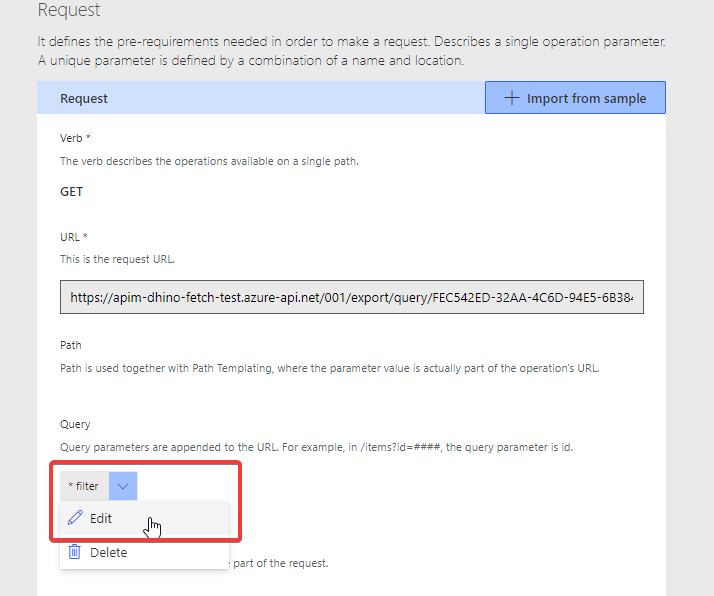 Request
It defines the pre-requirements needed in order to make a request. Describes a single operation parameter.
A unique parameter is defined by a combination of a name and location.
Request
Import from sample
Verb *
The verb describes the operations available on a single path.
GET
URL *
This is the request URL.
https://apim-dhino-fetch-test.azure-api.net/001/export/query/FEC542ED-32AA-4C6D-94E5-6B384
Path
Path is used together with Path Templating, where the parameter value is actually part of the operation's URL.
Query
Query parameters are appended to the URL. For example, in /items?id=####, the query parameter is id.
* filter
Edit
Delete
part of the request.